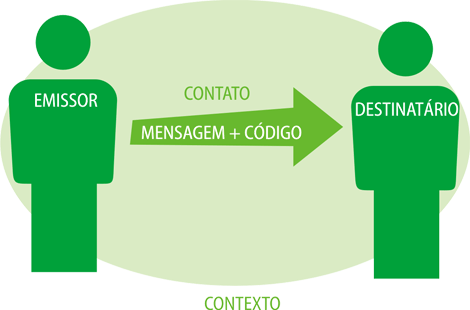 EMISSOR
CONTATO
MENSAGEM + CÓDIGO
DESTINATÁRIO
CONTEXTO